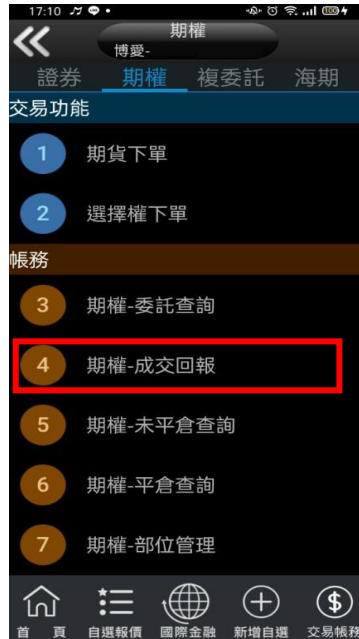 17:10
期權
博愛-
證券 期權 複委託 海期
交易功能
1 期貨下單
2 選擇權下單
帳務
3 期權-委託查詢
4 期權-成交回報
5 期權-未平倉查詢
6 期權-平倉查詢
7 期權-部位管理
首 頁 自選報價 國際金融 新增自選 交易帳務